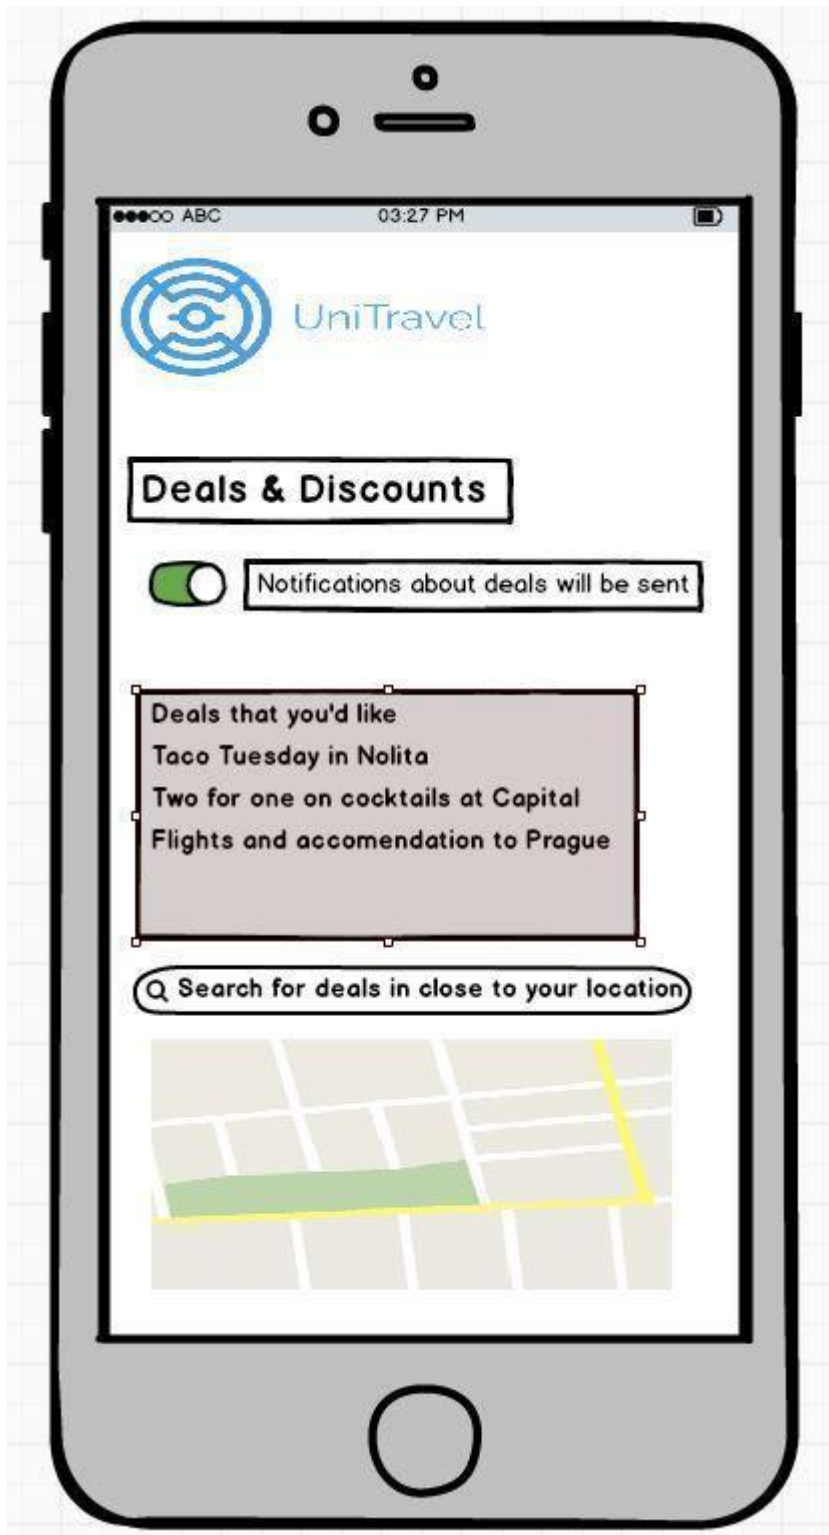 ABC 03:27 PM
UniTravel
Deals & Discounts
Notifications about deals will be sent
Deals that you'd like
Taco Tuesday in Nolita
Two for one on cocktails at Capital
Flights and accomendation to Prague
Search for deals in close to your location